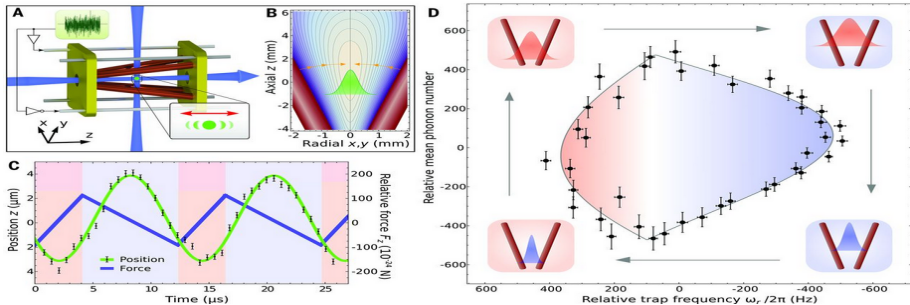 A
x
y
z
B
Axial z (mm)
6
4
2
0
-2
-4
-2 -1 0 1 2
Radial x,y (mm)
C
Position z (µm)
4
2
0
2
4
Position
Force
200
100
0
-100
-200
Relative force Fz (10⁻²⁴ N)
0 5 10 15 20 25
Time (µs)
D
Relative mean phonon number
600
400
200
0
-200
-400
-600
600 400 200 0 -200 -400 -600
Relative trap frequency ωr /2π (Hz)